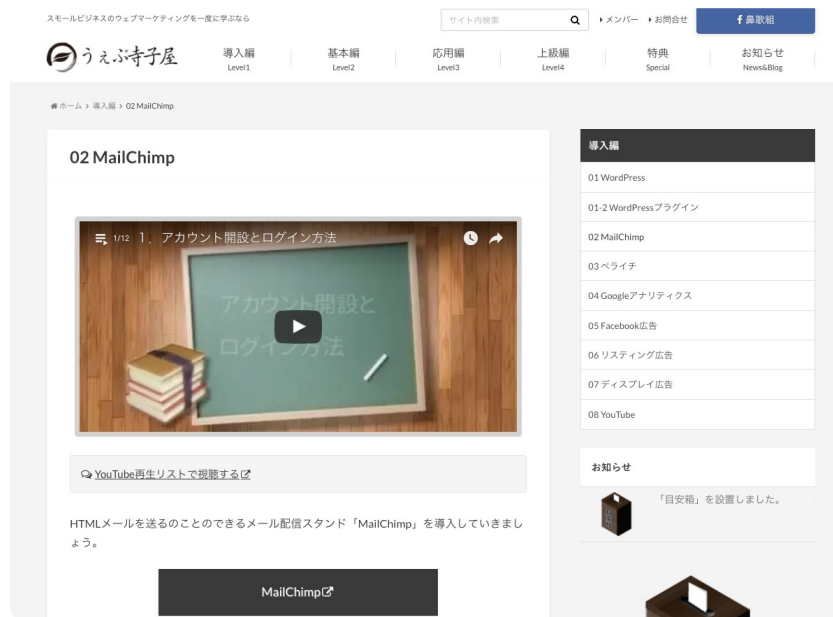 スモールビジネスのウェブマーケティングを一度に学ぶなら
サイト内検索
メンバー
お問合せ
鼻歌組
うぇぶ寺子屋
導入編
Level1
基本編
Level2
応用編
Level3
上級編
Level4
特典
Special
お知らせ
News&Blog
ホーム › 導入編 › 02 MailChimp
02 MailChimp
1/12 1．アカウント開設とログイン方法
アカウント開設と
ログイン方法
YouTube再生リストで視聴する
HTMLメールを送るのことのできるメール配信スタンド「MailChimp」を導入していきまし
ょう。
MailChimp
導入編
01 WordPress
01-2 WordPressプラグイン
02 MailChimp
03 ペライチ
04 Googleアナリティクス
05 Facebook広告
06 リスティング広告
07 ディスプレイ広告
08 YouTube
お知らせ
「目安箱」を設置しました。